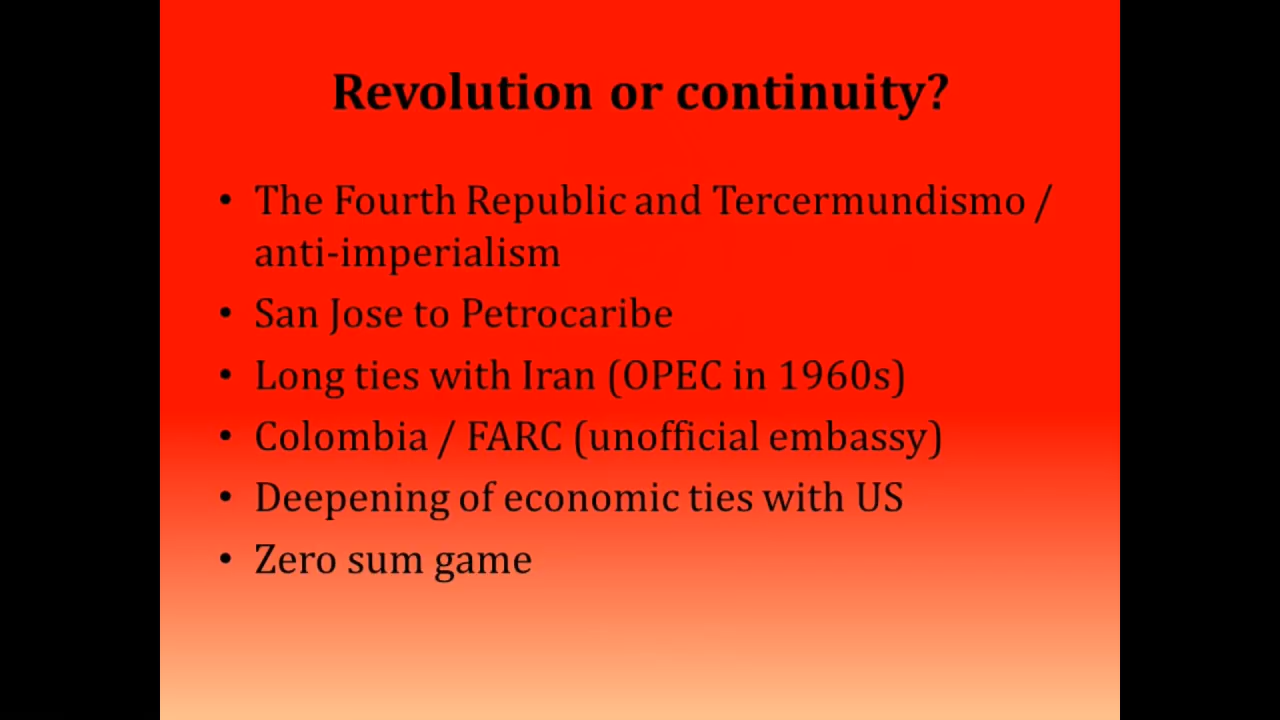 Revolution or continuity?
• The Fourth Republic and Tercermundismo /
anti-imperialism
• San Jose to Petrocaribe
• Long ties with Iran (OPEC in 1960s)
• Colombia / FARC (unofficial embassy)
• Deepening of economic ties with US
• Zero sum game